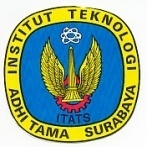 INSTITUT TEKNOLOGI
ITATS
ADHI TAMA SURABAYA